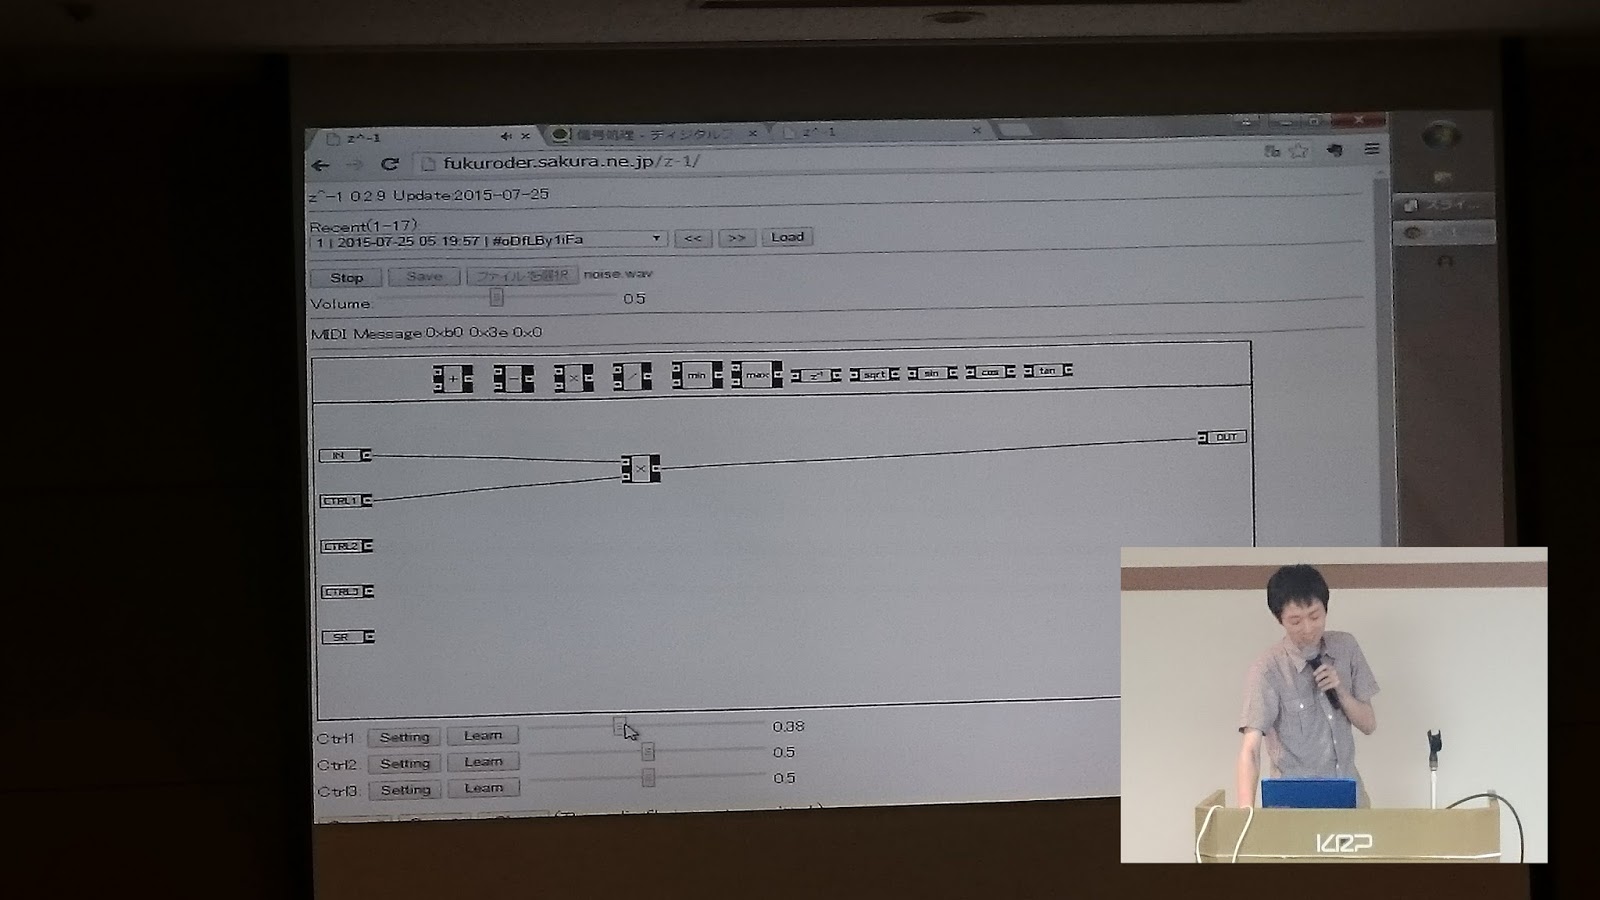 z^-1
信号処理 - ディジタルフ
z^-1
fukuroder.sakura.ne.jp/z-1/
z^-1 0.2.9 Update:2015-07-25
Recent(1-17):
1 | 2015-07-25 05:19:57 | #oDfLBy1iFa << >> Load
Stop Save ファイルを選択 noise.wav
Volume: 0.5
MIDI Message:0xb0 0x3e 0x0
+ - × / min max z⁻¹ sqrt sin cos tan
IN
×
OUT
CTRL1
CTRL2
CTRL3
SR
Ctrl1: Setting Learn 0.38
Ctrl2: Setting Learn 0.5
Ctrl3: Setting Learn 0.5
スライ...
KRP